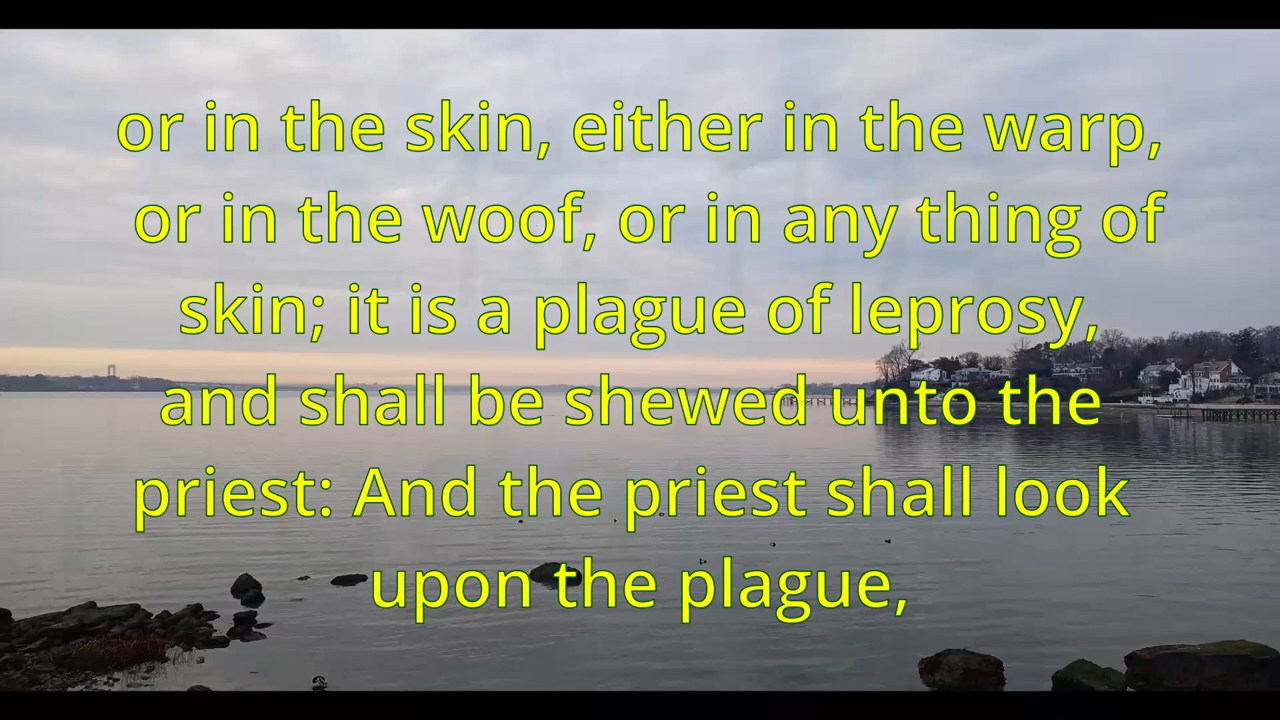 or in the skin, either in the warp,
or in the woof, or in any thing of
skin; it is a plague of leprosy,
and shall be shewed unto the
priest: And the priest shall look
upon the plague,